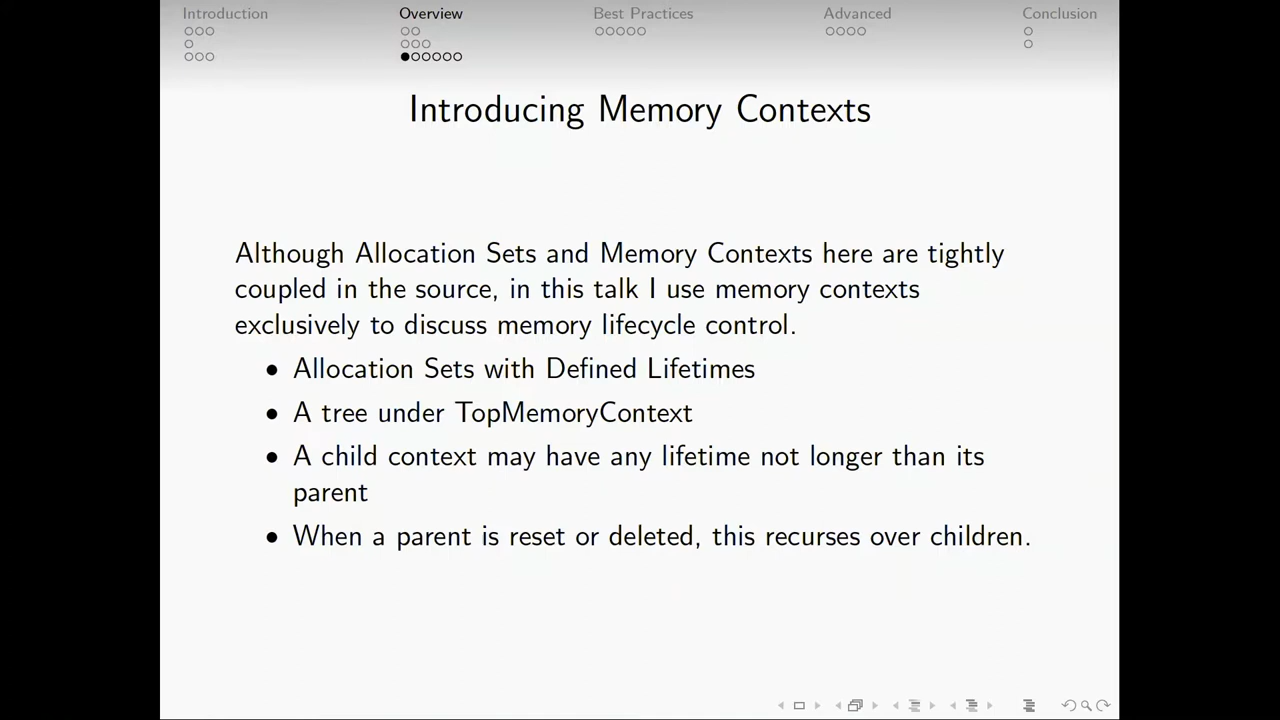 Introduction Overview Best Practices Advanced Conclusion
Introducing Memory Contexts
Although Allocation Sets and Memory Contexts here are tightly
coupled in the source, in this talk I use memory contexts
exclusively to discuss memory lifecycle control.
• Allocation Sets with Defined Lifetimes
• A tree under TopMemoryContext
• A child context may have any lifetime not longer than its
parent
• When a parent is reset or deleted, this recurses over children.